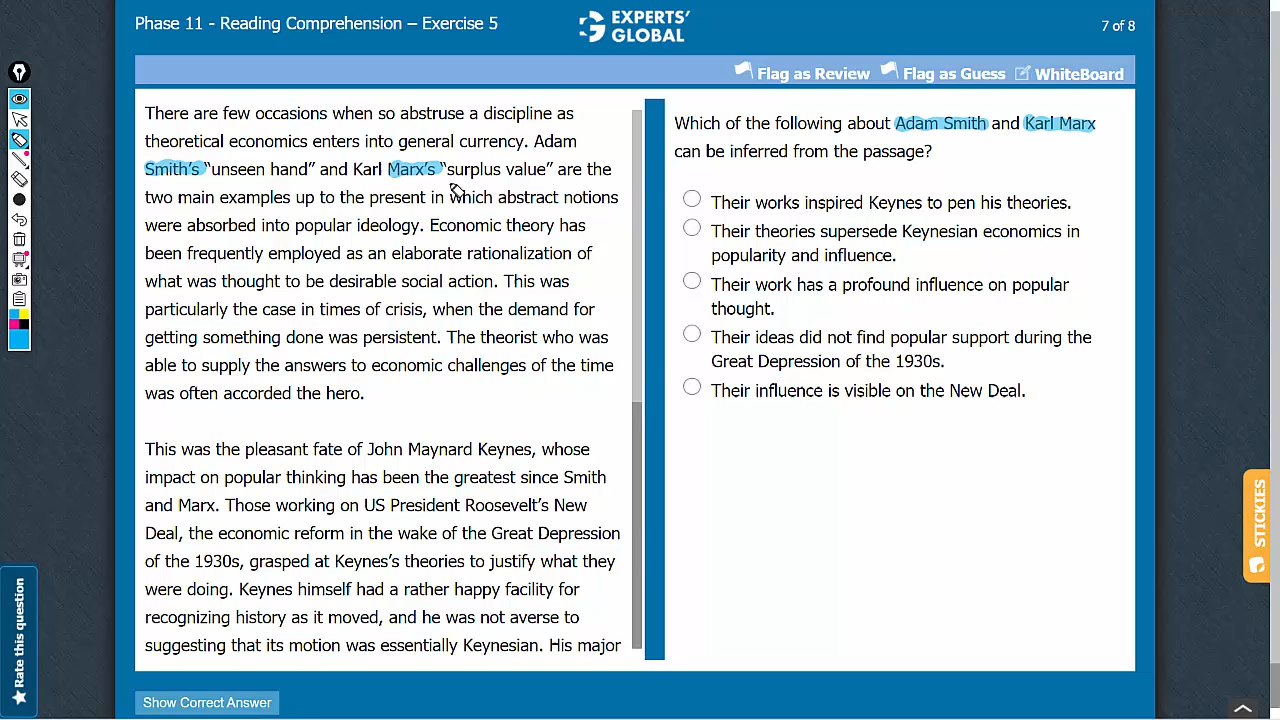 Phase 11 - Reading Comprehension – Exercise 5
EXPERTS’
GLOBAL
7 of 8
Flag as Review
Flag as Guess
WhiteBoard
There are few occasions when so abstruse a discipline as
theoretical economics enters into general currency. Adam
Smith’s “unseen hand” and Karl Marx’s “surplus value” are the
two main examples up to the present in which abstract notions
were absorbed into popular ideology. Economic theory has
been frequently employed as an elaborate rationalization of
what was thought to be desirable social action. This was
particularly the case in times of crisis, when the demand for
getting something done was persistent. The theorist who was
able to supply the answers to economic challenges of the time
was often accorded the hero.
This was the pleasant fate of John Maynard Keynes, whose
impact on popular thinking has been the greatest since Smith
and Marx. Those working on US President Roosevelt’s New
Deal, the economic reform in the wake of the Great Depression
of the 1930s, grasped at Keynes’s theories to justify what they
were doing. Keynes himself had a rather happy facility for
recognizing history as it moved, and he was not averse to
suggesting that its motion was essentially Keynesian. His major
Which of the following about Adam Smith and Karl Marx
can be inferred from the passage?
Their works inspired Keynes to pen his theories.
Their theories supersede Keynesian economics in
popularity and influence.
Their work has a profound influence on popular
thought.
Their ideas did not find popular support during the
Great Depression of the 1930s.
Their influence is visible on the New Deal.
STICKIES
Rate this question
Show Correct Answer